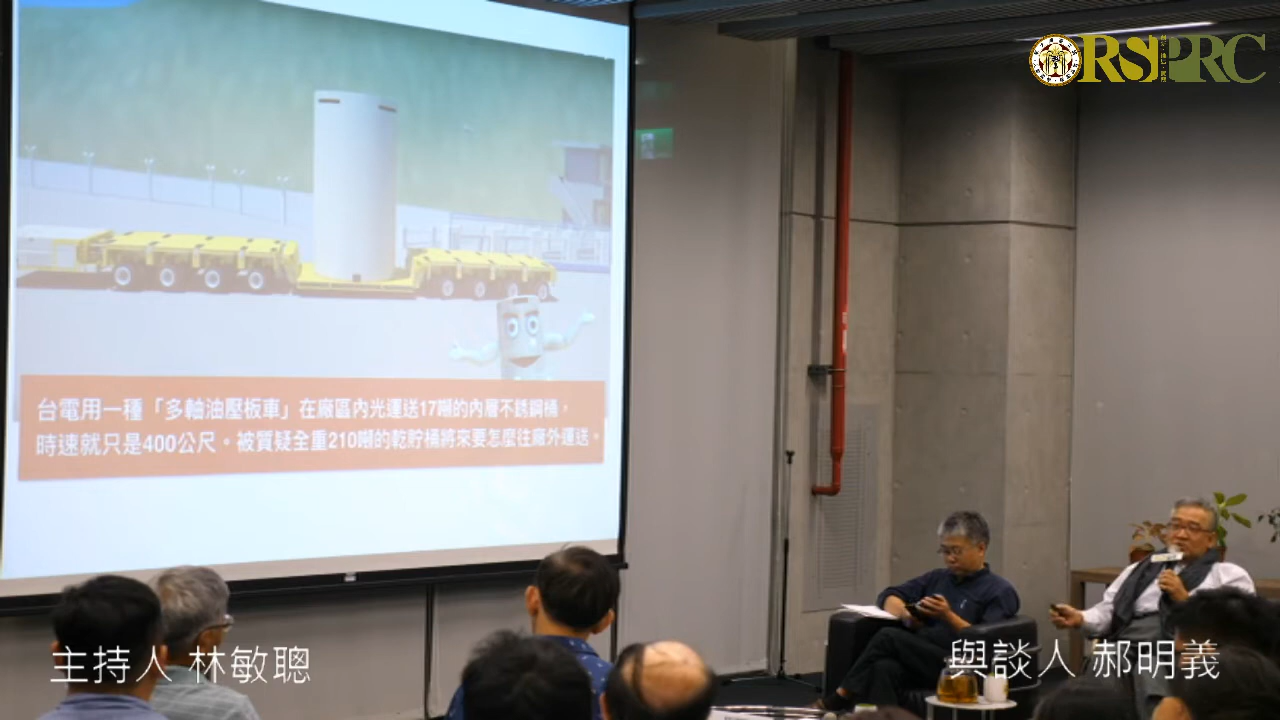 RSPRC
台電用一種「多軸油壓板車」在廠區內光運送17噸的內層不銹鋼桶，
時速就只是400公尺。被質疑全重210噸的乾貯桶將來要怎麼往廠外運送。
主持人 林敏聰
與談人 郝明義